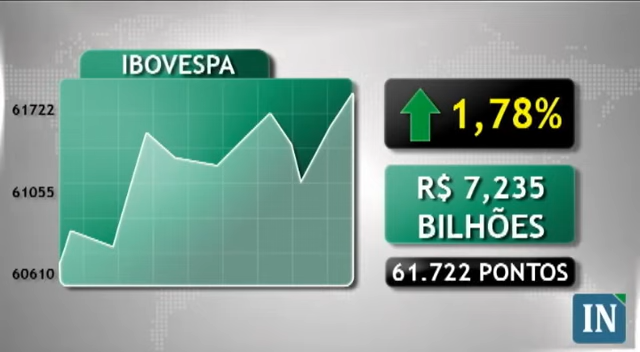 IBOVESPA
61722
61055
60610
1,78%
R$ 7,235
BILHÕES
61.722 PONTOS
IN